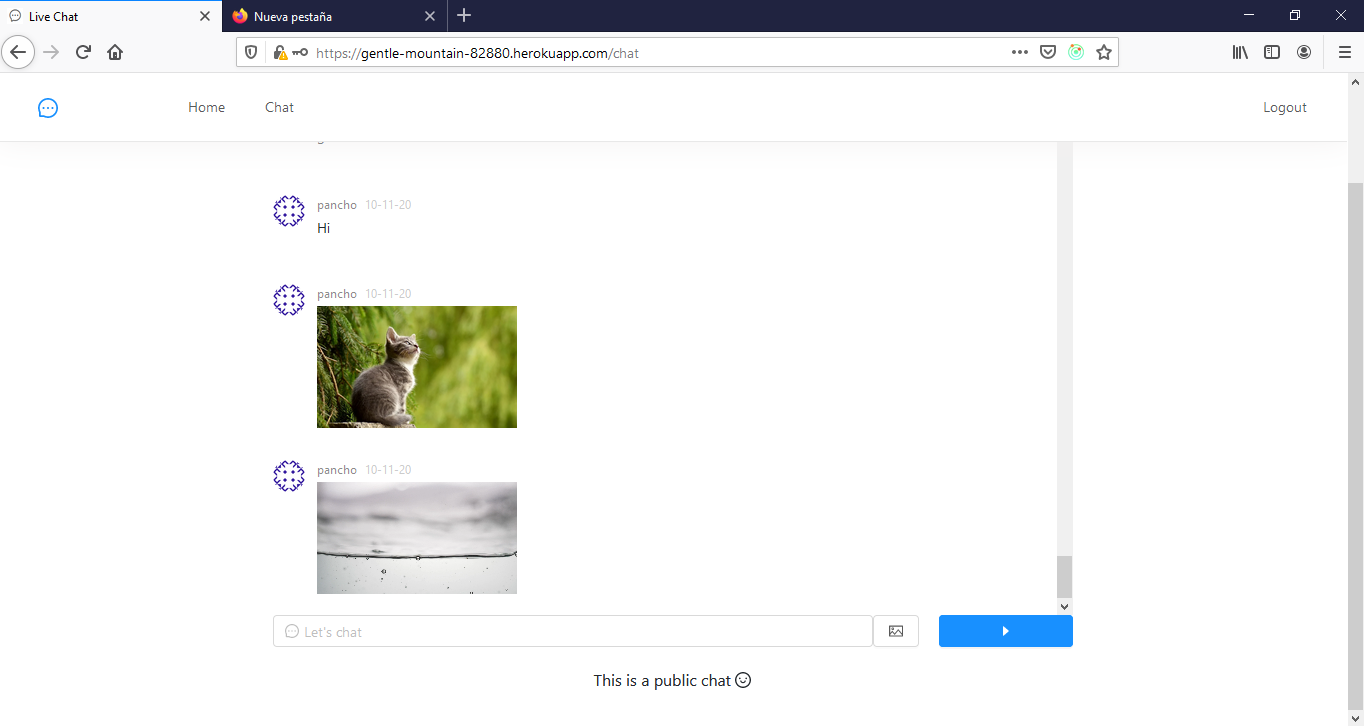 Live Chat
Nueva pestaña
https://gentle-mountain-82880.herokuapp.com/chat
Home
Chat
Logout
pancho 10-11-20
Hi
pancho 10-11-20
pancho 10-11-20
Let's chat
This is a public chat